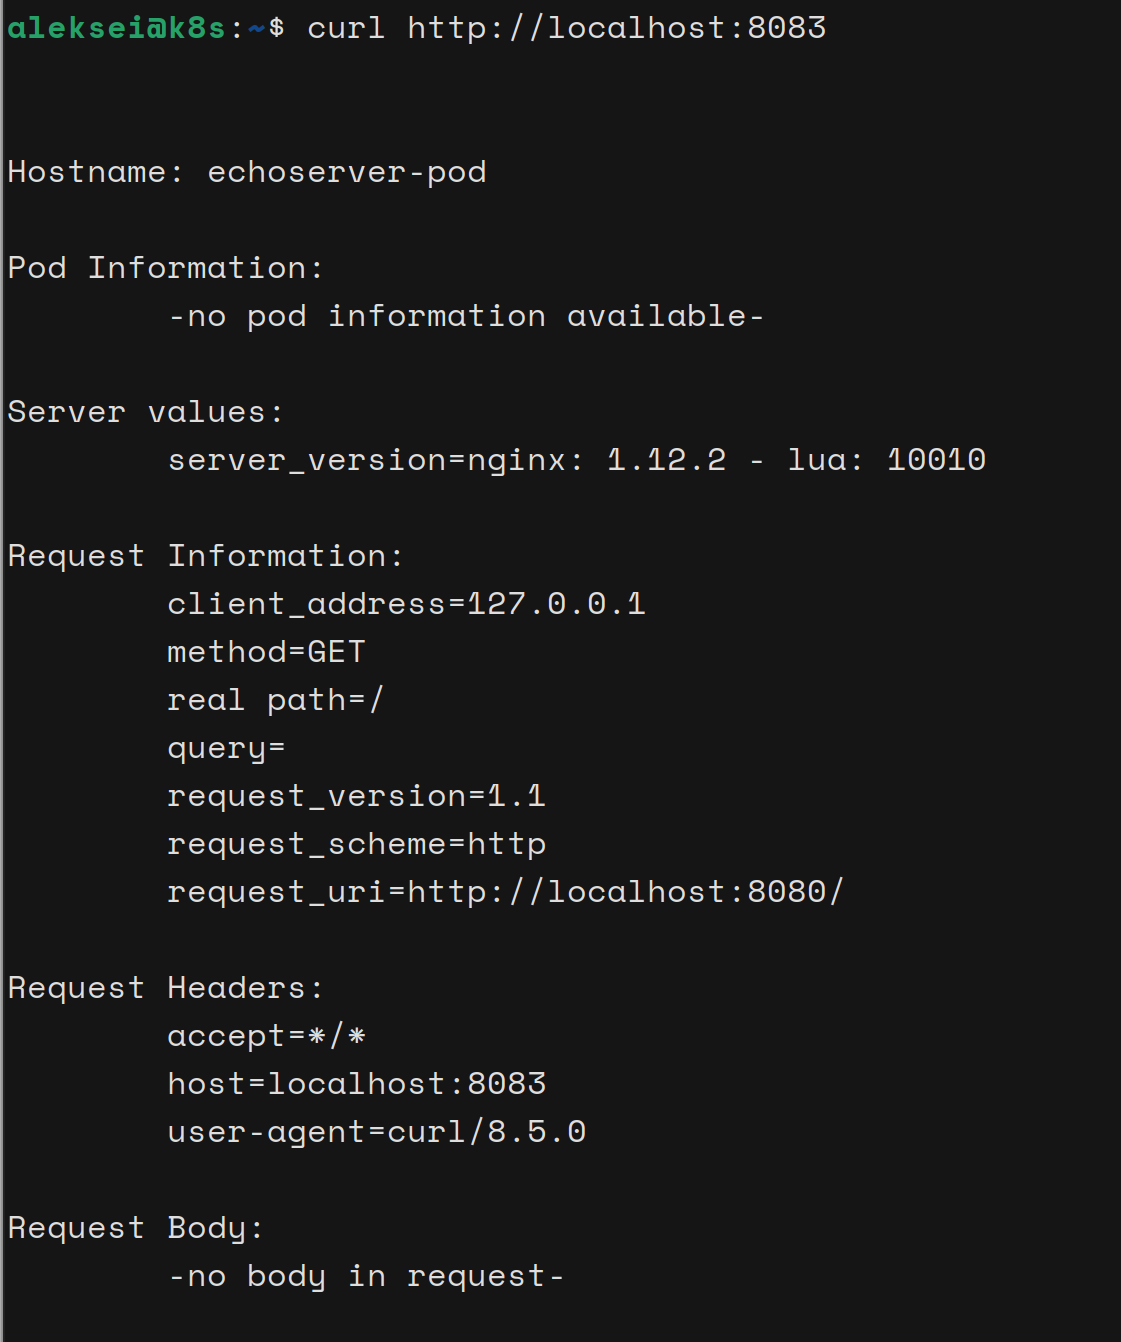 aleksei@k8s:~$ curl http://localhost:8083
Hostname: echoserver-pod
Pod Information:
-no pod information available-
Server values:
server_version=nginx: 1.12.2 - lua: 10010
Request Information:
client_address=127.0.0.1
method=GET
real path=/
query=
request_version=1.1
request_scheme=http
request_uri=http://localhost:8080/
Request Headers:
accept=*/*
host=localhost:8083
user-agent=curl/8.5.0
Request Body:
-no body in request-